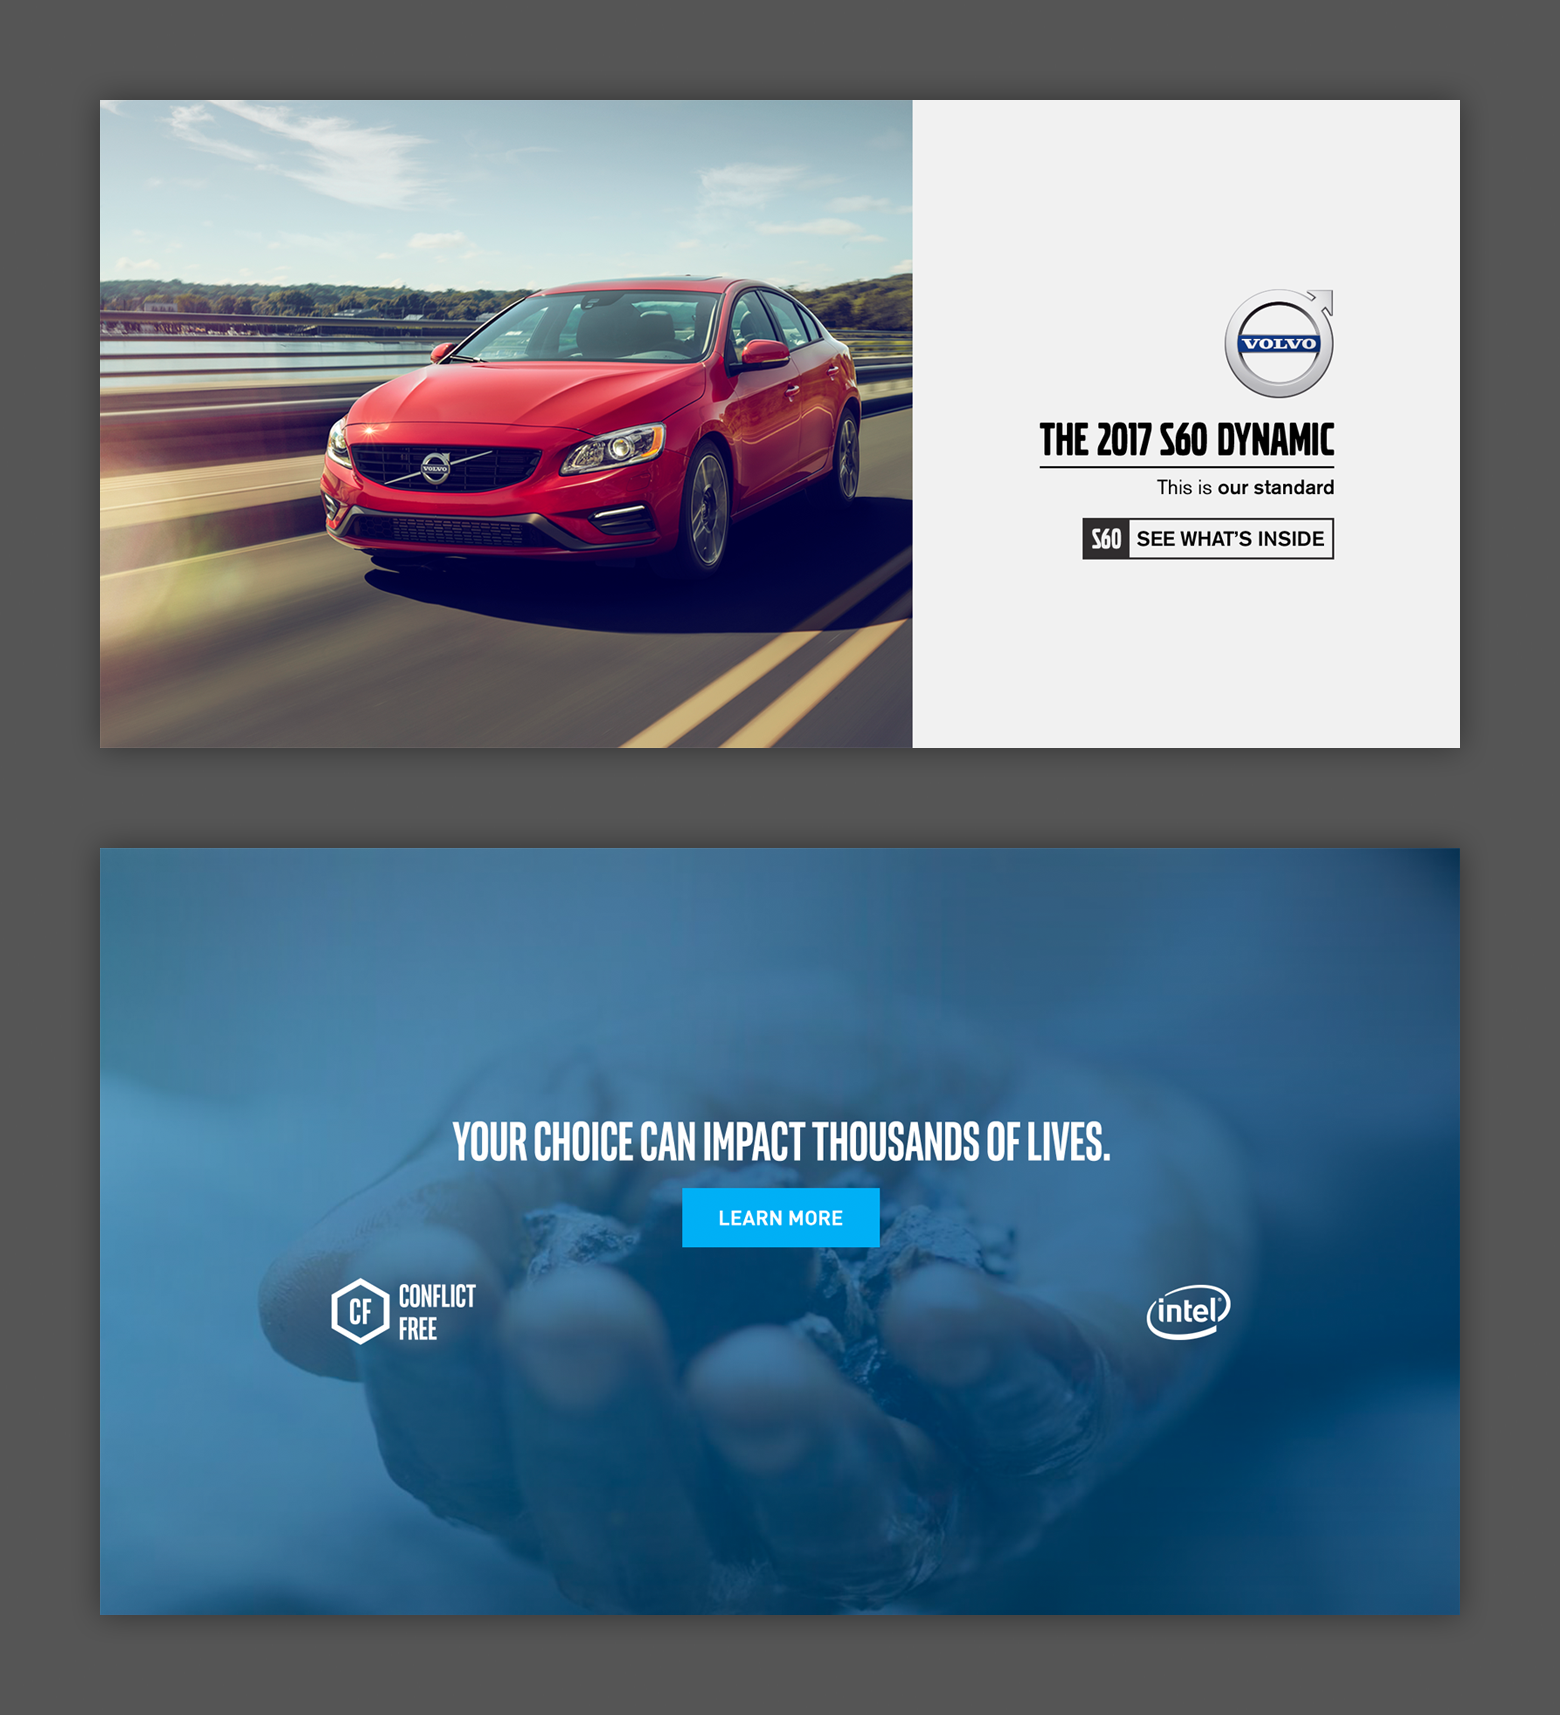 VOLVO
VOLVO
THE 2017 S60 DYNAMIC
This is our standard
S60 SEE WHAT'S INSIDE
YOUR CHOICE CAN IMPACT THOUSANDS OF LIVES.
LEARN MORE
CF CONFLICT
FREE
intel®